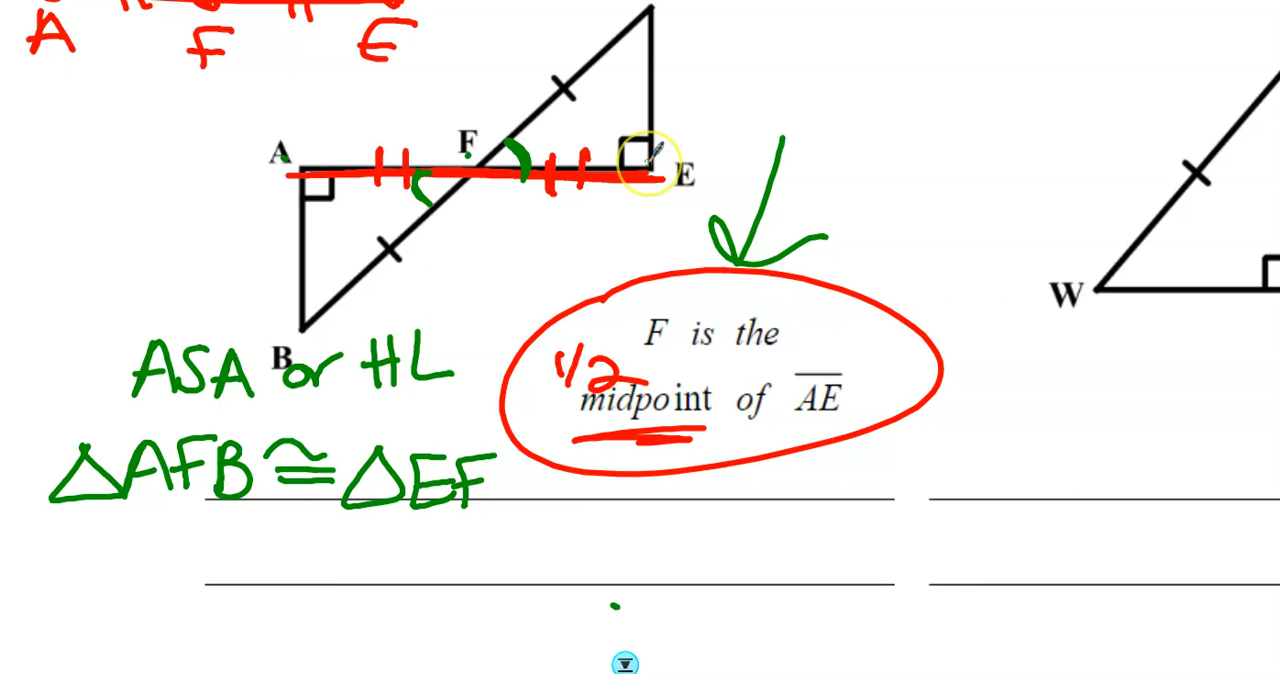 A F E
F
A
E
W
F is the
1/2
midpoint of AE
B
ASA or HL
△AFB ≅ △EF